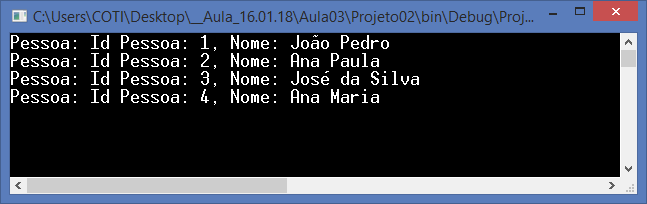 C:\Users\COTI\Desktop\__Aula_16.01.18\Aula03\Projeto02\bin\Debug\Proj...
Pessoa: Id Pessoa: 1, Nome: João Pedro
Pessoa: Id Pessoa: 2, Nome: Ana Paula
Pessoa: Id Pessoa: 3, Nome: José da Silva
Pessoa: Id Pessoa: 4, Nome: Ana Maria